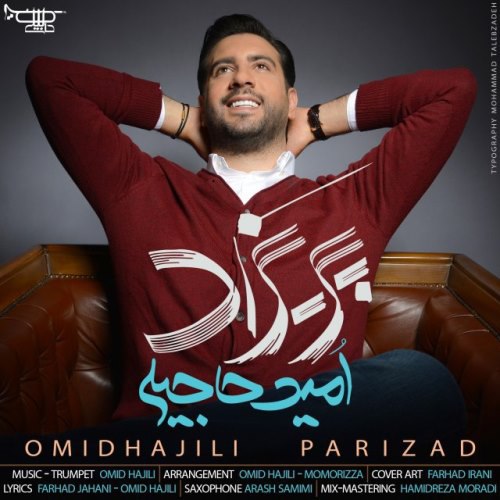 TYPOGRAPHY MOHAMMAD TALEBZADEH
پریزاد
اُمید حاجیلی
OMIDHAJILI PARIZAD
MUSIC - TRUMPET OMID HAJILI | ARRANGEMENT OMID HAJILI - MOMORIZZA | COVER ART FARHAD IRANI
LYRICS FARHAD JAHANI - OMID HAJILI | SAXOPHONE ARASH SAMIMI | MIX-MASTERING HAMIDREZA MORADI